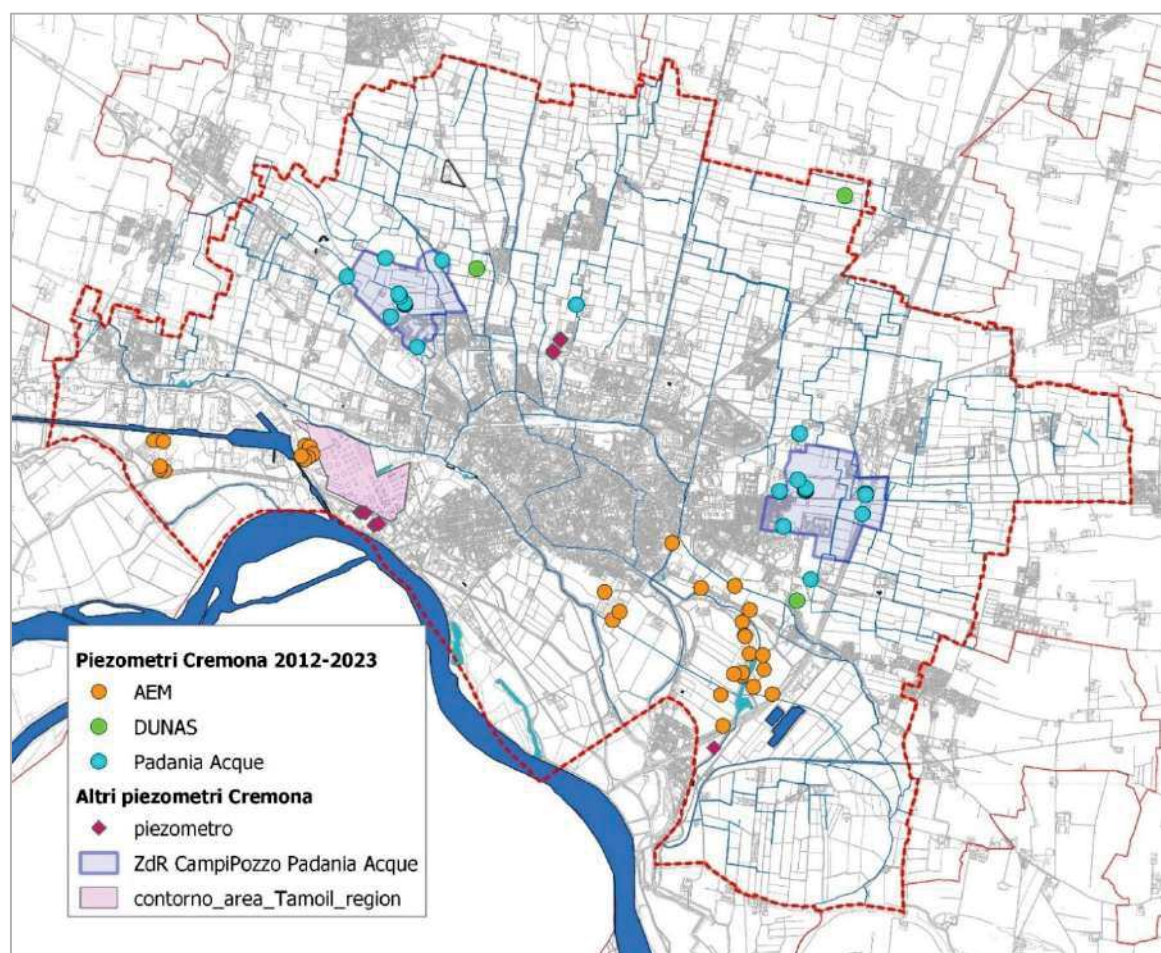 Piezometri Cremona 2012-2023
AEM
DUNAS
Padania Acque
Altri piezometri Cremona
piezometro
ZdR CampiPozzo Padania Acque
contorno_area_Tamoil_region